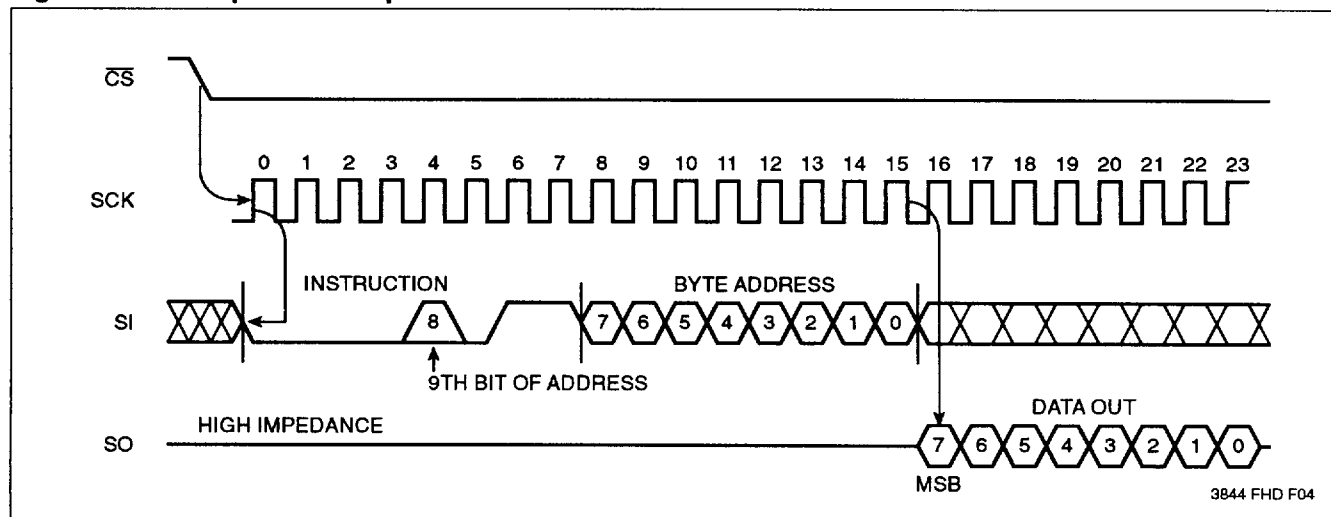 CS
0 1 2 3 4 5 6 7 8 9 10 11 12 13 14 15 16 17 18 19 20 21 22 23
SCK
INSTRUCTION
BYTE ADDRESS
SI
8
7 6 5 4 3 2 1 0
9TH BIT OF ADDRESS
HIGH IMPEDANCE
DATA OUT
SO
7 6 5 4 3 2 1 0
MSB
3844 FHD F04